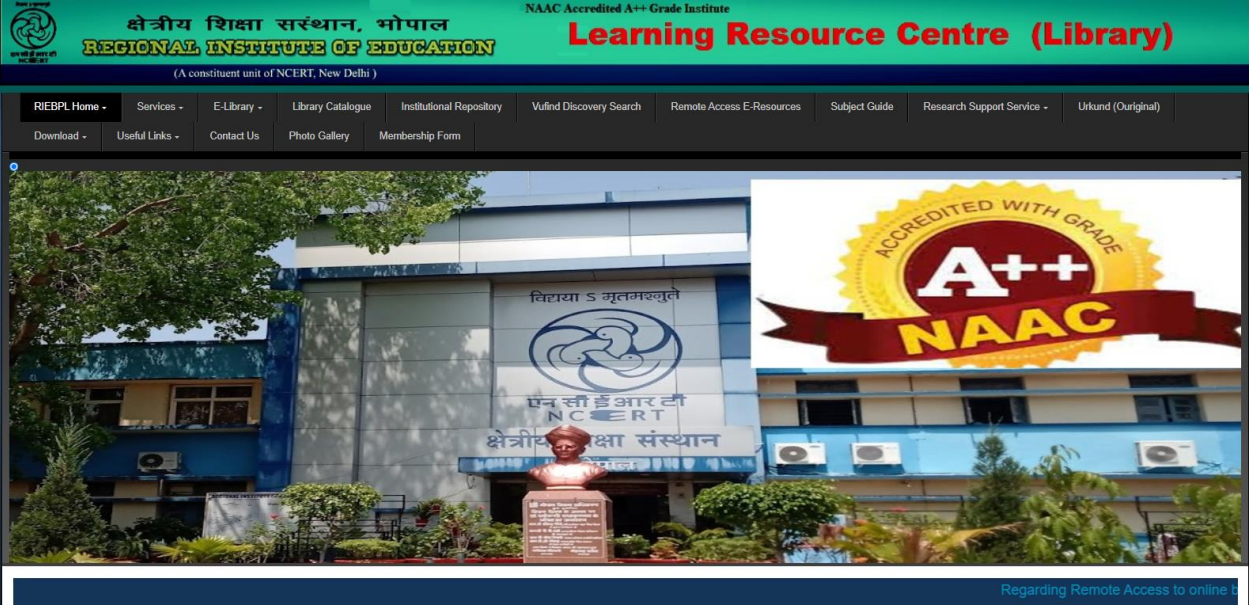 NAAC Accredited A++ Grade Institute
क्षेत्रीय शिक्षा सरंथान, भोपाल
REGIONAL INSTITUTE OF EDUCATION
Learning Resource Centre (Library)
(A constituent unit of NCERT, New Delhi )
RIEBPL Home Services E-Library Library Catalogue Institutional Repository Vufind Discovery Search Remote Access E-Resources Subject Guide Research Support Service Urkund (Ouriginal)
Download Useful Links Contact Us Photo Gallery Membership Form
ACCREDITED WITH GRADE
A++
NAAC
विद्यया ऽ मृतमश्नुते
एन सी ई आर टी
NCERT
संस्थान
Regarding Remote Access to online b